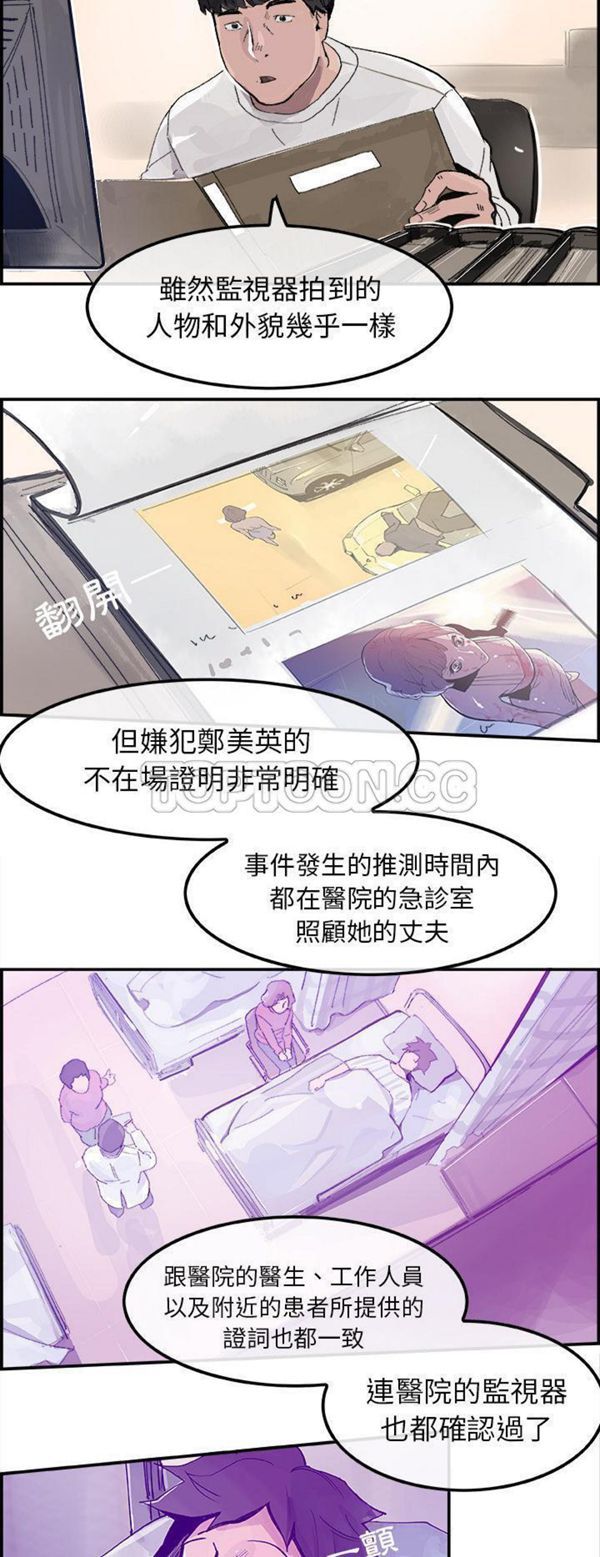 雖然監視器拍到的
人物和外貌幾乎一樣
翻開一
但嫌犯鄭美英的
不在場證明非常明確
TOPTOON.CC
事件發生的推測時間內
都在醫院的急診室
照顧她的丈夫
跟醫院的醫生、工作人員
以及附近的患者所提供的
證詞也都一致
連醫院的監視器
也都確認過了
一顫